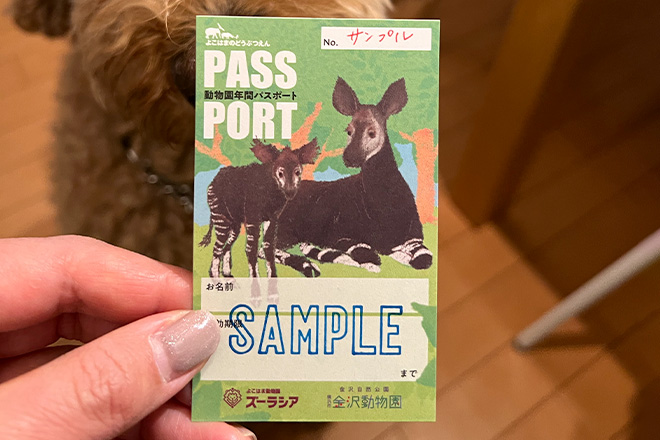 よこはまのどうぶつえん
No. サンプル
PASS
動物園年間パスポート
PORT
お名前
効期限
SAMPLE
まで
よこはま動物園
ズーラシア
金沢自然公園
金沢動物園